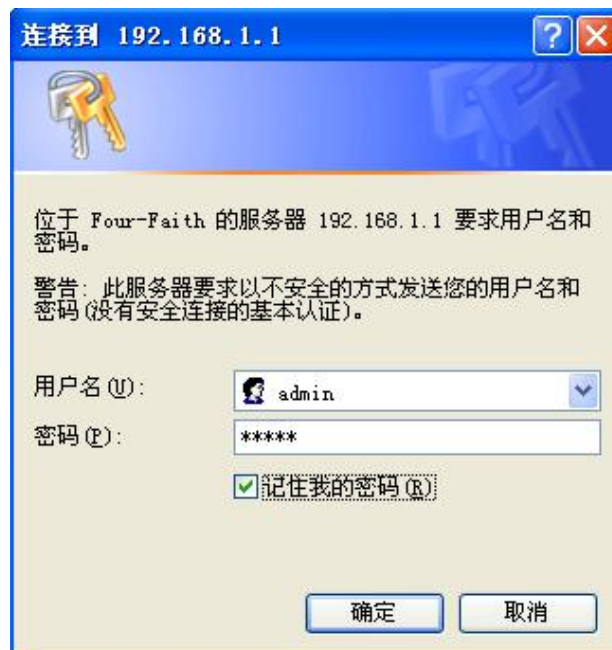 连接到 192.168.1.1
位于 Four-Faith 的服务器 192.168.1.1 要求用户名和
密码。
警告: 此服务器要求以不安全的方式发送您的用户名和
密码(没有安全连接的基本认证)。
用户名(U):
admin
密码(P):
*****
记住我的密码(R)
确定
取消